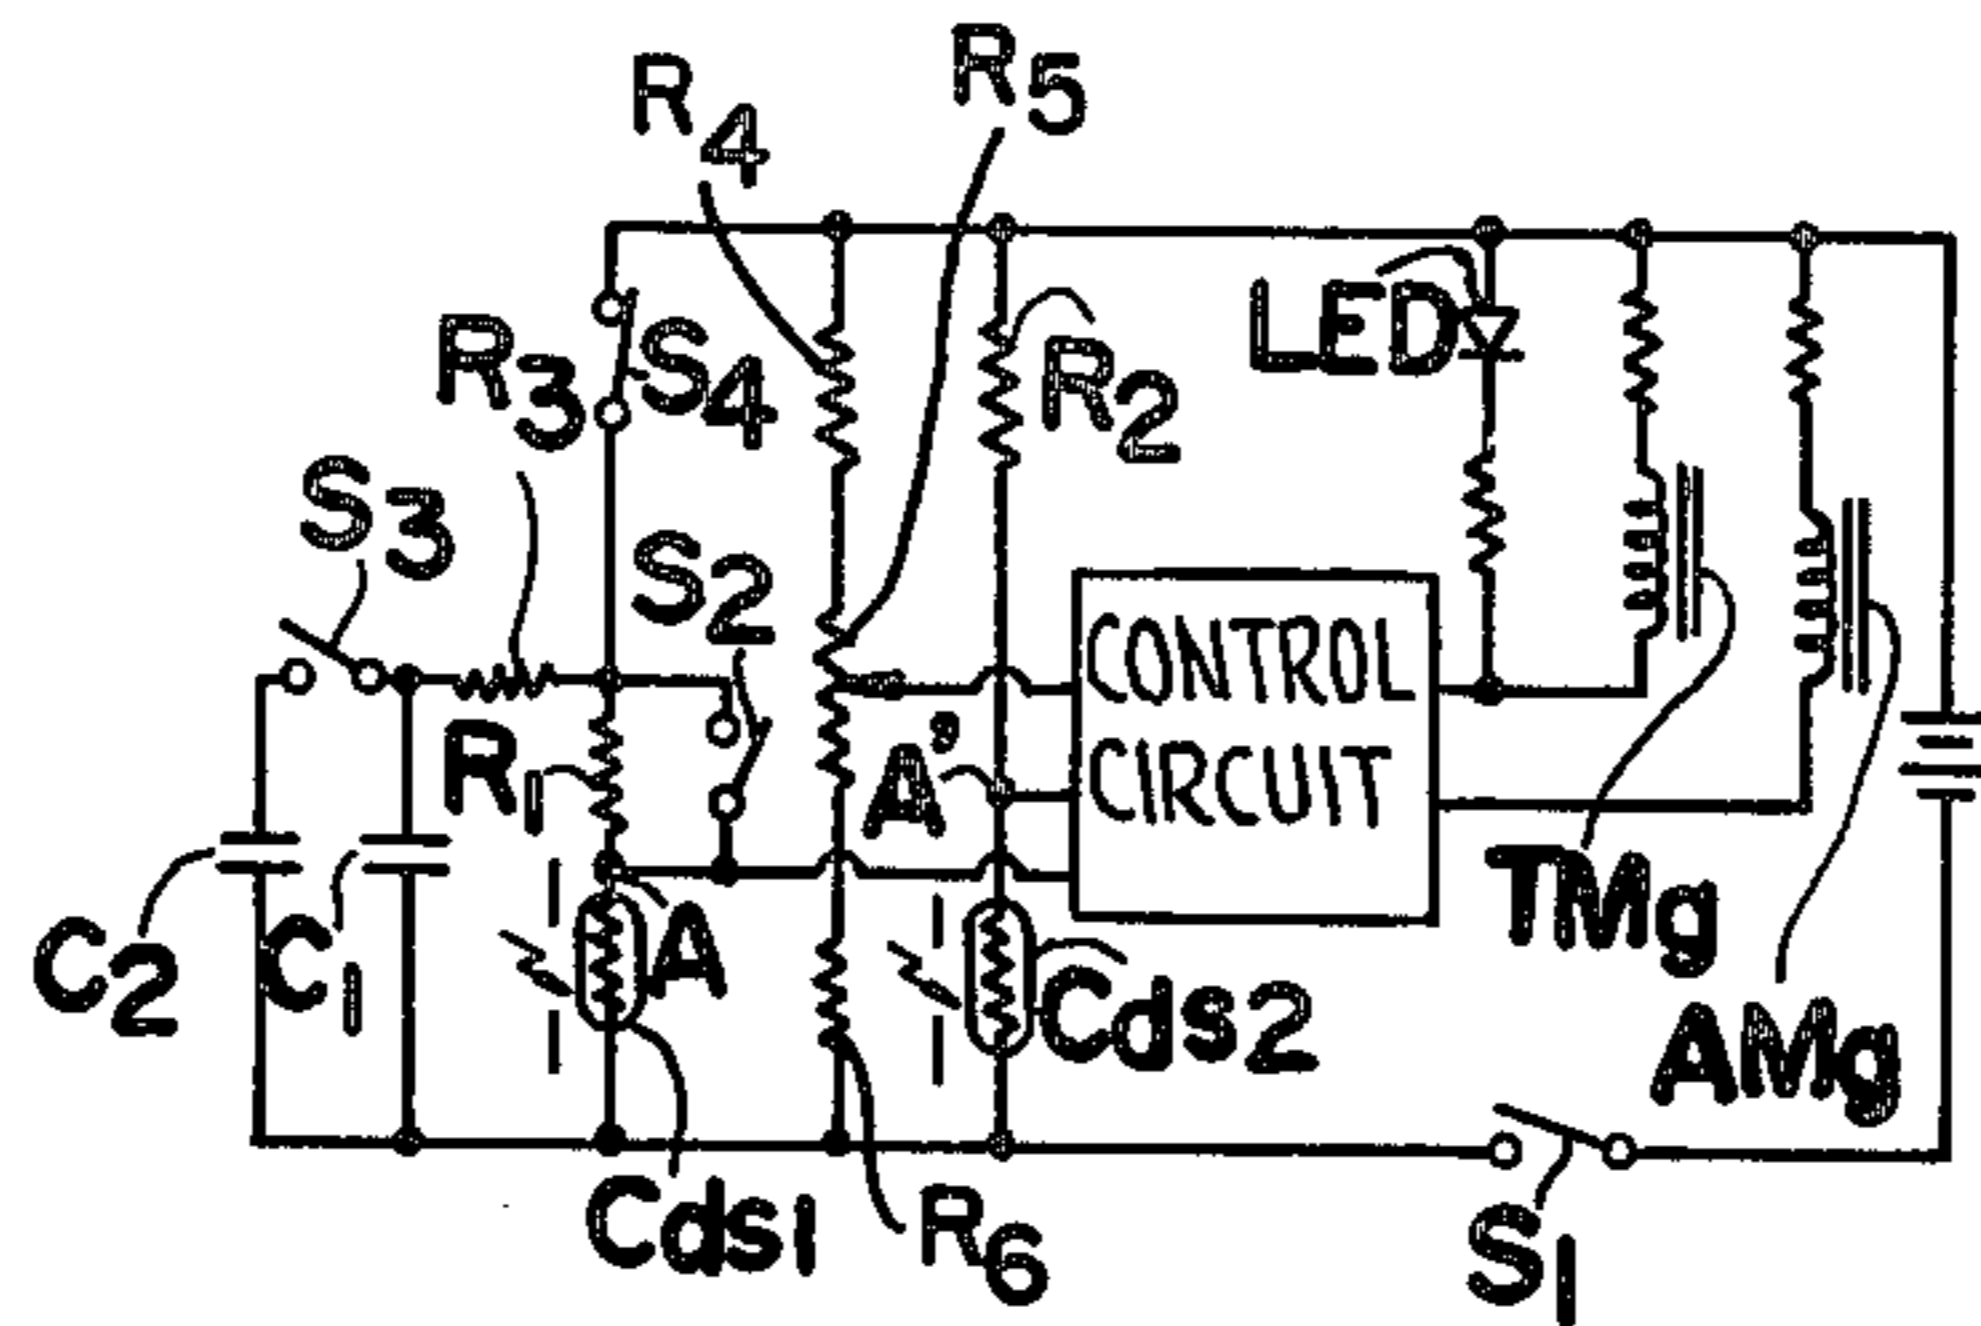 R4
R5
R3
S4
R2
LED
S3
S2
CONTROL
CIRCUIT
R1
A'
TMg
C2
C1
A
Cds2
AMg
Cds1
R6
S1